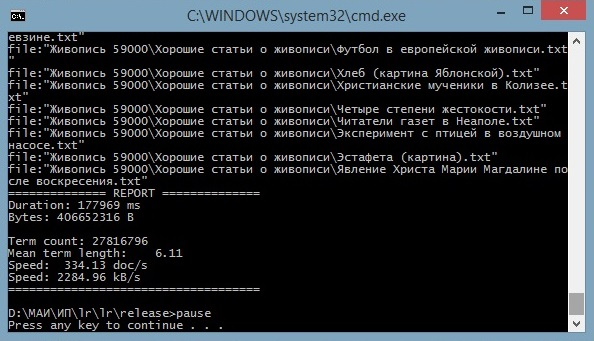 C:\WINDOWS\system32\cmd.exe
евзине.txt"
file:"Живопись 59000\Хорошие статьи о живописи\Футбол в европейской живописи.txt
"
file:"Живопись 59000\Хорошие статьи о живописи\Хлеб (картина Яблонской).txt"
file:"Живопись 59000\Хорошие статьи о живописи\Христианские мученики в Колизее.t
xt"
file:"Живопись 59000\Хорошие статьи о живописи\Четыре степени жестокости.txt"
file:"Живопись 59000\Хорошие статьи о живописи\Читатели газет в Неаполе.txt"
file:"Живопись 59000\Хорошие статьи о живописи\Эксперимент с птицей в воздушном
насосе.txt"
file:"Живопись 59000\Хорошие статьи о живописи\Эстафета (картина).txt"
file:"Живопись 59000\Хорошие статьи о живописи\Явление Христа Марии Магдалине по
сле воскресения.txt"
============== REPORT ==============
Duration: 177969 ms
Bytes: 406652316 B
Term count: 27816796
Mean term length:    6.11
Speed:  334.13 doc/s
Speed: 2284.96 kB/s
====================================
D:\МАИ\ИП\lr\lr\release>pause
Press any key to continue . . .